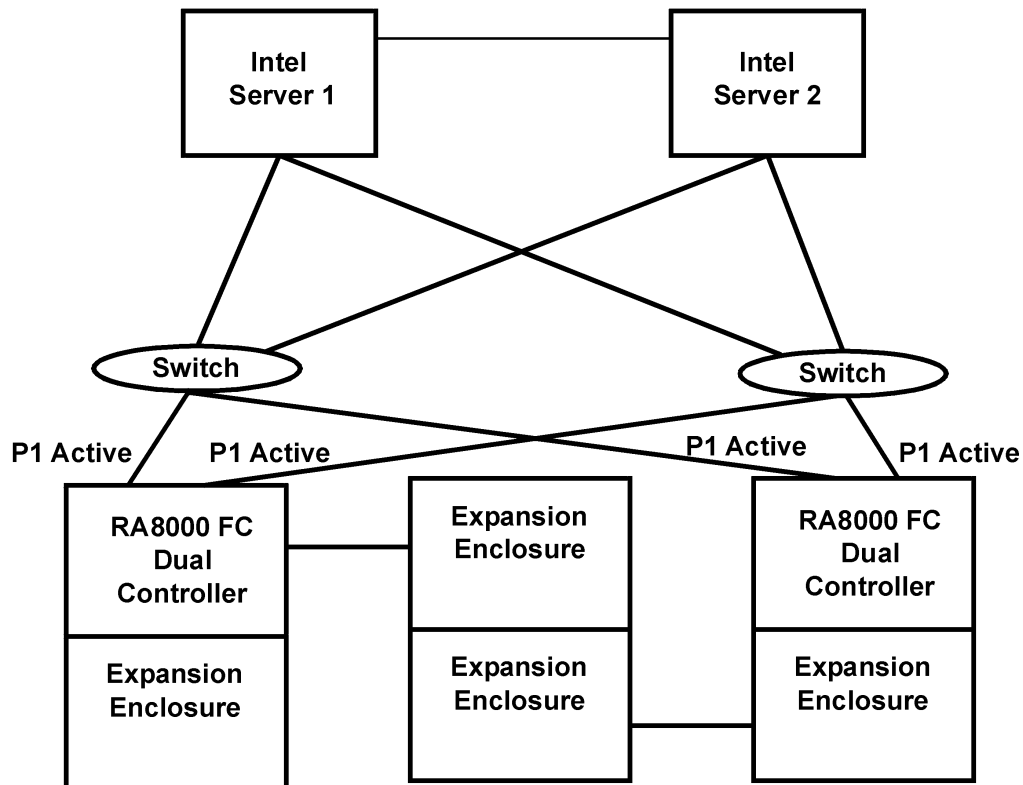 Intel
Server 1
Intel
Server 2
Switch
Switch
P1 Active
P1 Active
P1 Active
P1 Active
RA8000 FC
Dual
Controller
Expansion
Enclosure
Expansion
Enclosure
Expansion
Enclosure
RA8000 FC
Dual
Controller
Expansion
Enclosure